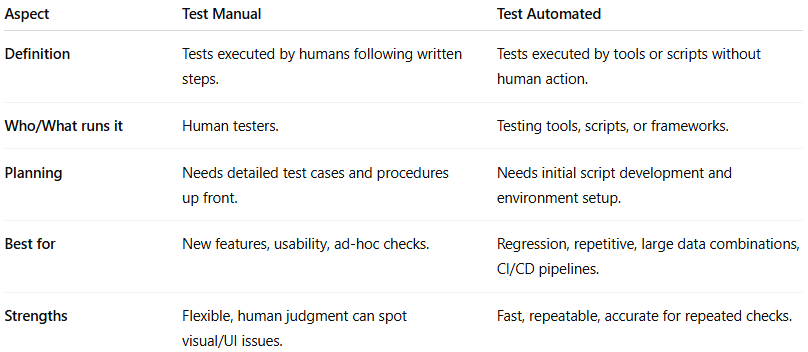 Aspect Test Manual Test Automated
Definition Tests executed by humans following written Tests executed by tools or scripts without
steps. human action.
Who/What runs it Human testers. Testing tools, scripts, or frameworks.
Planning Needs detailed test cases and procedures Needs initial script development and
up front. environment setup.
Best for New features, usability, ad-hoc checks. Regression, repetitive, large data combinations,
CI/CD pipelines.
Strengths Flexible, human judgment can spot Fast, repeatable, accurate for repeated checks.
visual/UI issues.